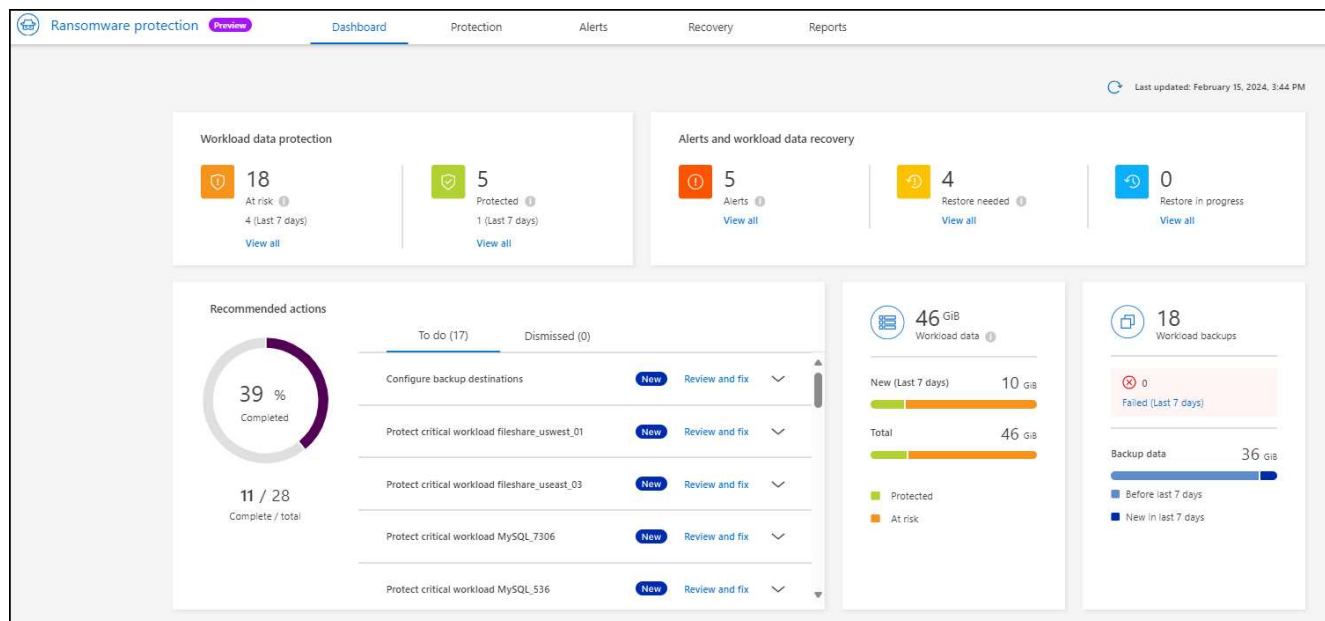 Ransomware protection Preview Dashboard Protection Alerts Recovery Reports
Last updated: February 15, 2024, 3:44 PM
Workload data protection
18
At risk
4 (Last 7 days)
View all
5
Protected
1 (Last 7 days)
View all
Alerts and workload data recovery
5
Alerts
View all
4
Restore needed
View all
0
Restore in progress
View all
Recommended actions
39 %
Completed
11 / 28
Complete / total
To do (17) Dismissed (0)
Configure backup destinations New Review and fix
Protect critical workload fileshare_uswest_01 New Review and fix
Protect critical workload fileshare_useast_03 New Review and fix
Protect critical workload MySQL_7306 New Review and fix
Protect critical workload MySQL_536 New Review and fix
46 GiB
Workload data
New (Last 7 days) 10 GiB
Total 46 GiB
Protected
At risk
18
Workload backups
0
Failed (Last 7 days)
Backup data 36 GiB
Before last 7 days
New in last 7 days